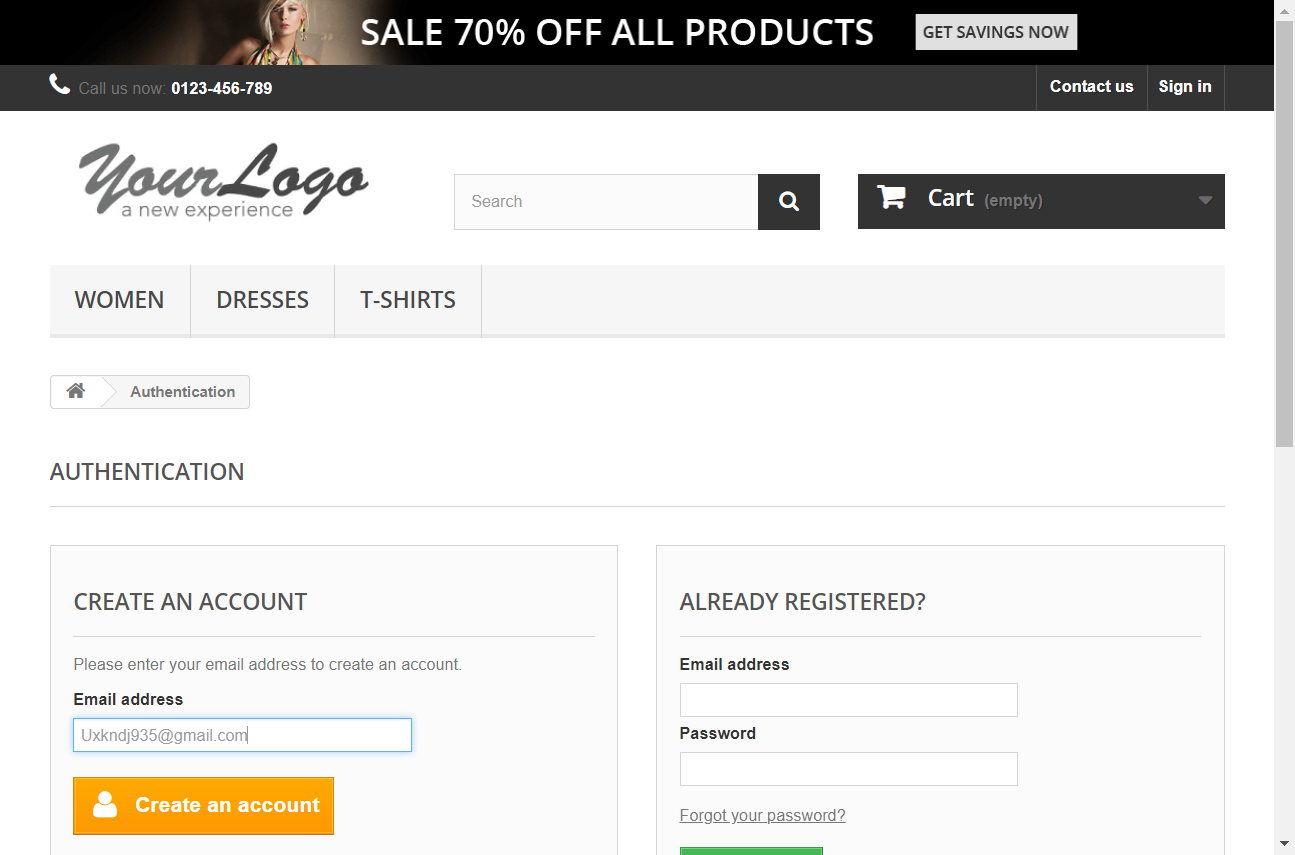 SALE 70% OFF ALL PRODUCTS GET SAVINGS NOW
Call us now: 0123-456-789 Contact us Sign in
Your Logo
a new experience
Search
Cart (empty)
WOMEN DRESSES T-SHIRTS
Authentication
AUTHENTICATION
CREATE AN ACCOUNT
Please enter your email address to create an account.
Email address
Uxkndj935@gmail.com
Create an account
ALREADY REGISTERED?
Email address
Password
Forgot your password?